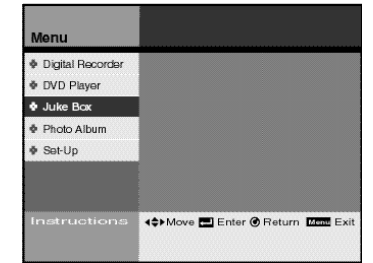 Menu
Digital Recorder
DVD Player
Juke Box
Photo Album
Set-Up
Instructions Move Enter Return Menu Exit